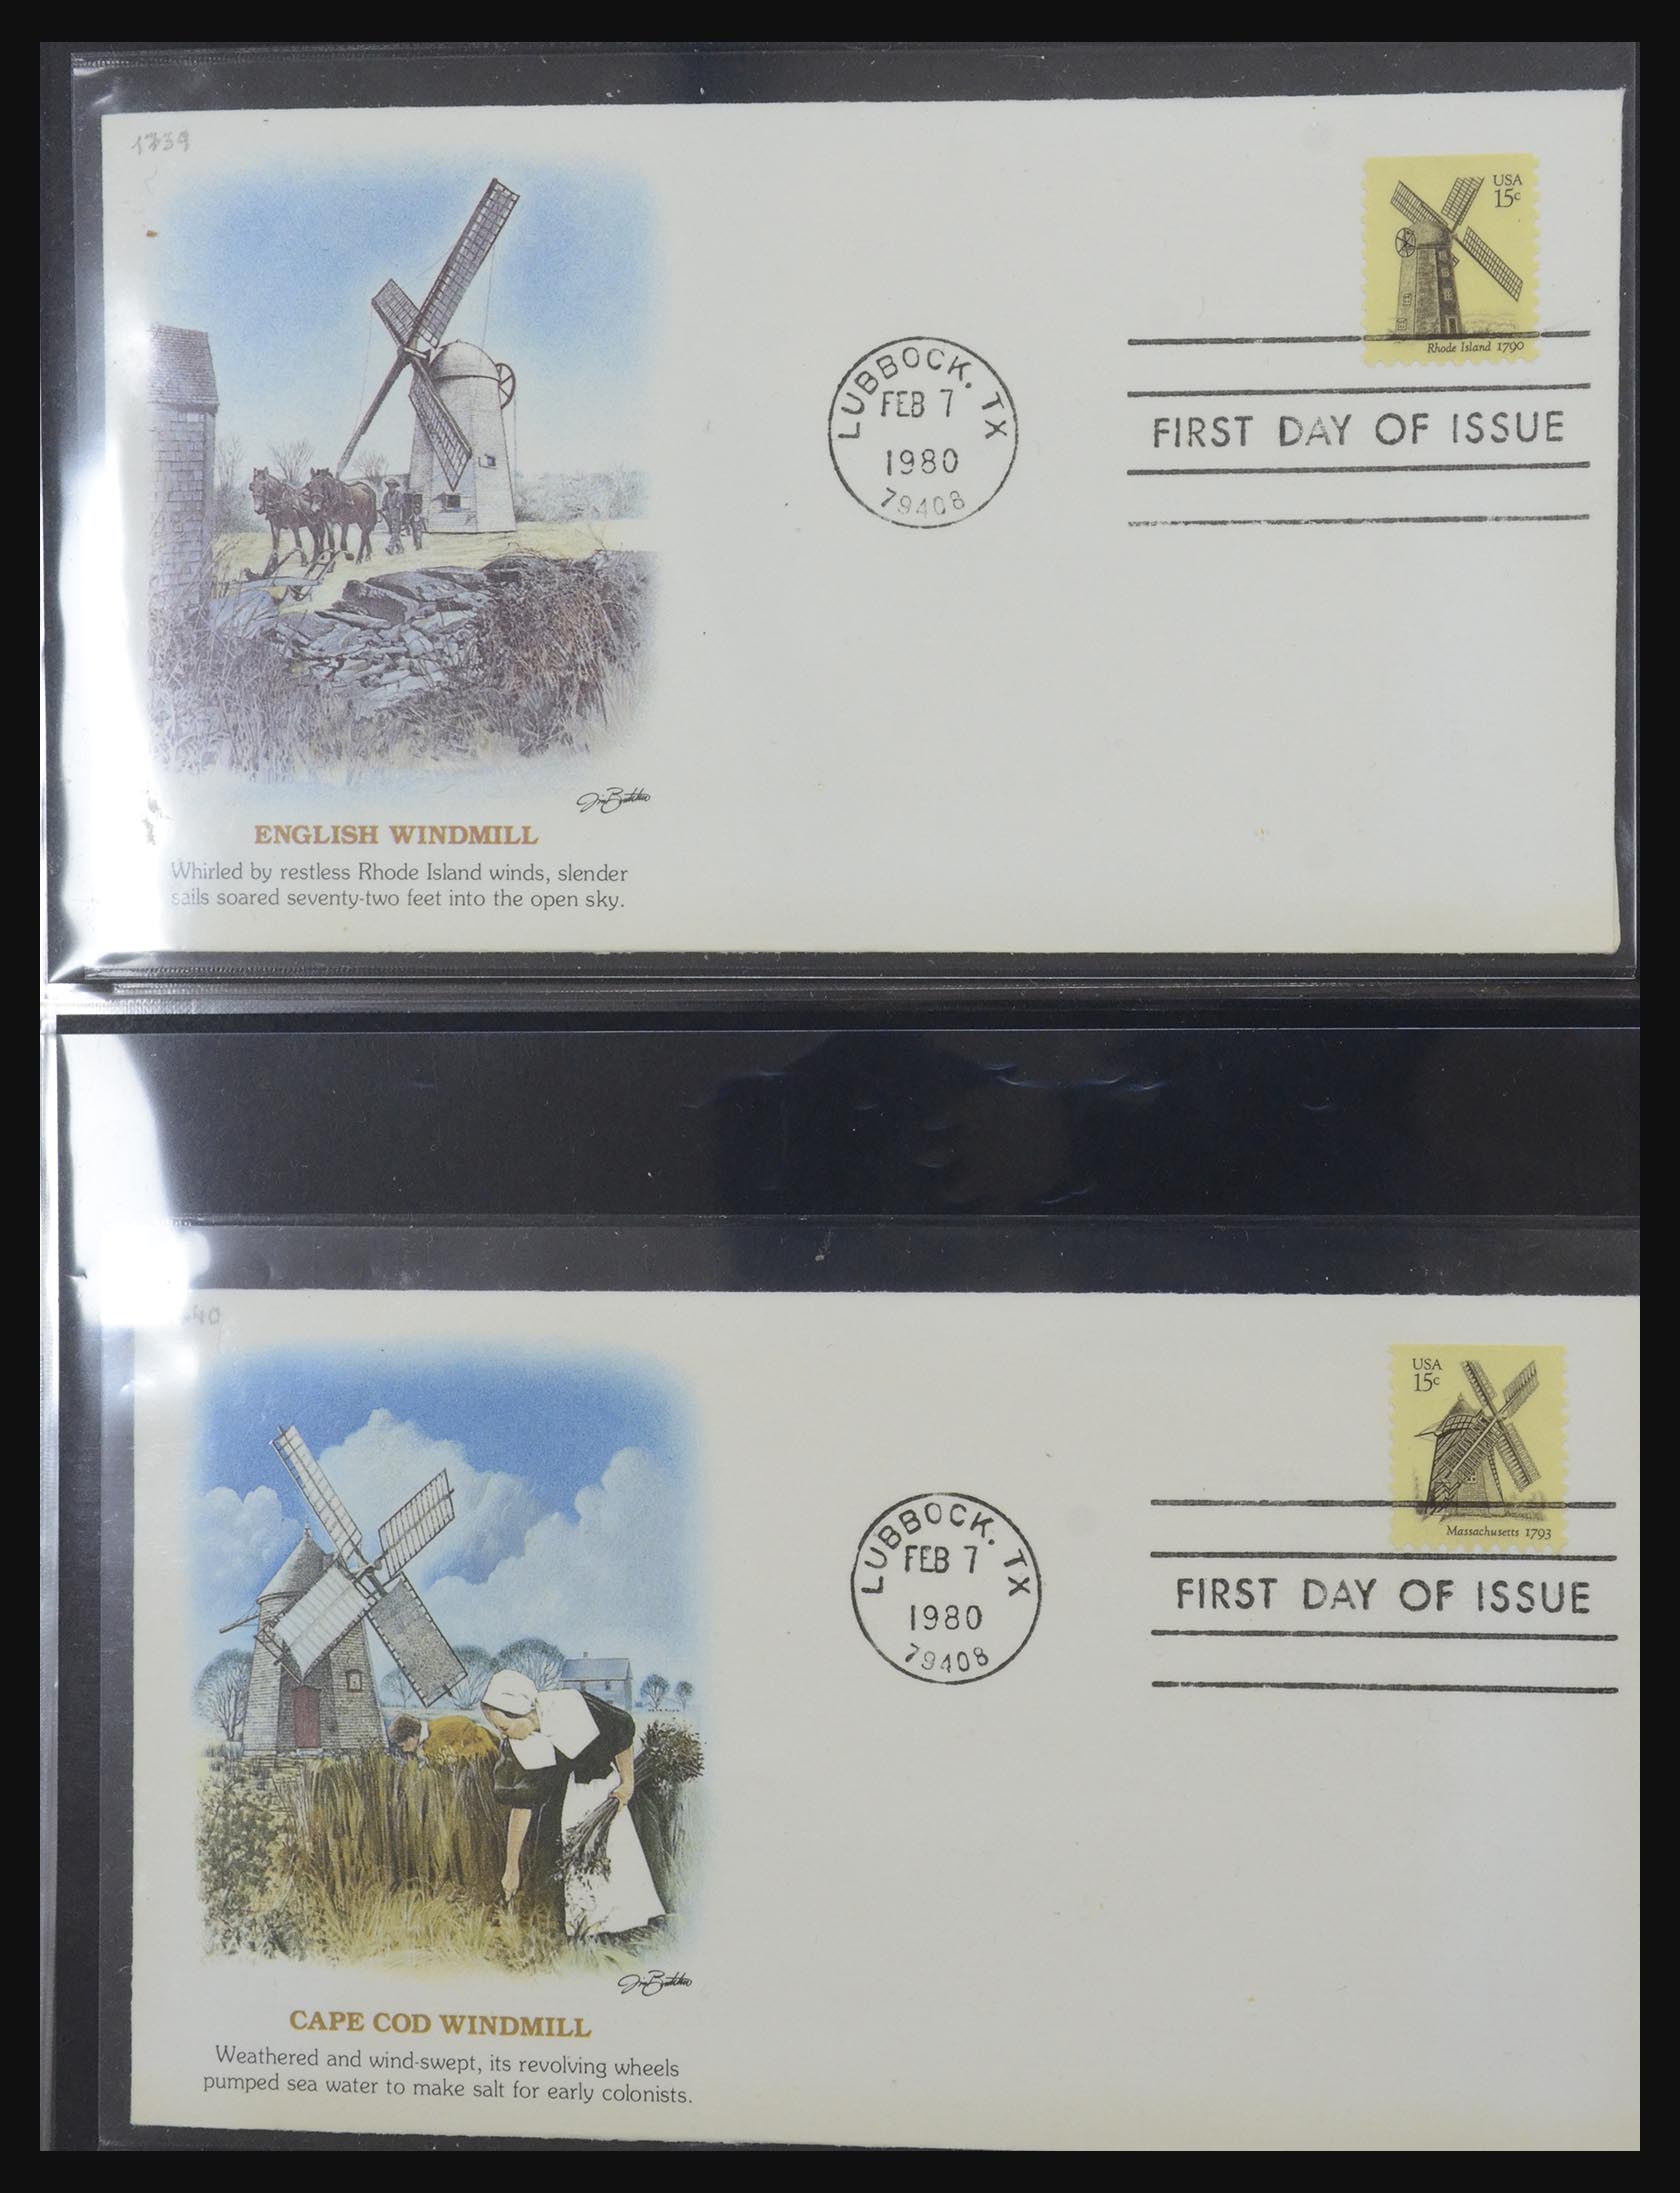 1739
USA
15c
Rhode Island 1790
LUBBOCK, TX
FEB 7
1980
79408
FIRST DAY OF ISSUE
ENGLISH WINDMILL
Whirled by restless Rhode Island winds, slender
sails soared seventy-two feet into the open sky.
40
USA
15c
Massachusetts 1793
LUBBOCK, TX
FEB 7
1980
79408
FIRST DAY OF ISSUE
CAPE COD WINDMILL
Weathered and wind-swept, its revolving wheels
pumped sea water to make salt for early colonists.